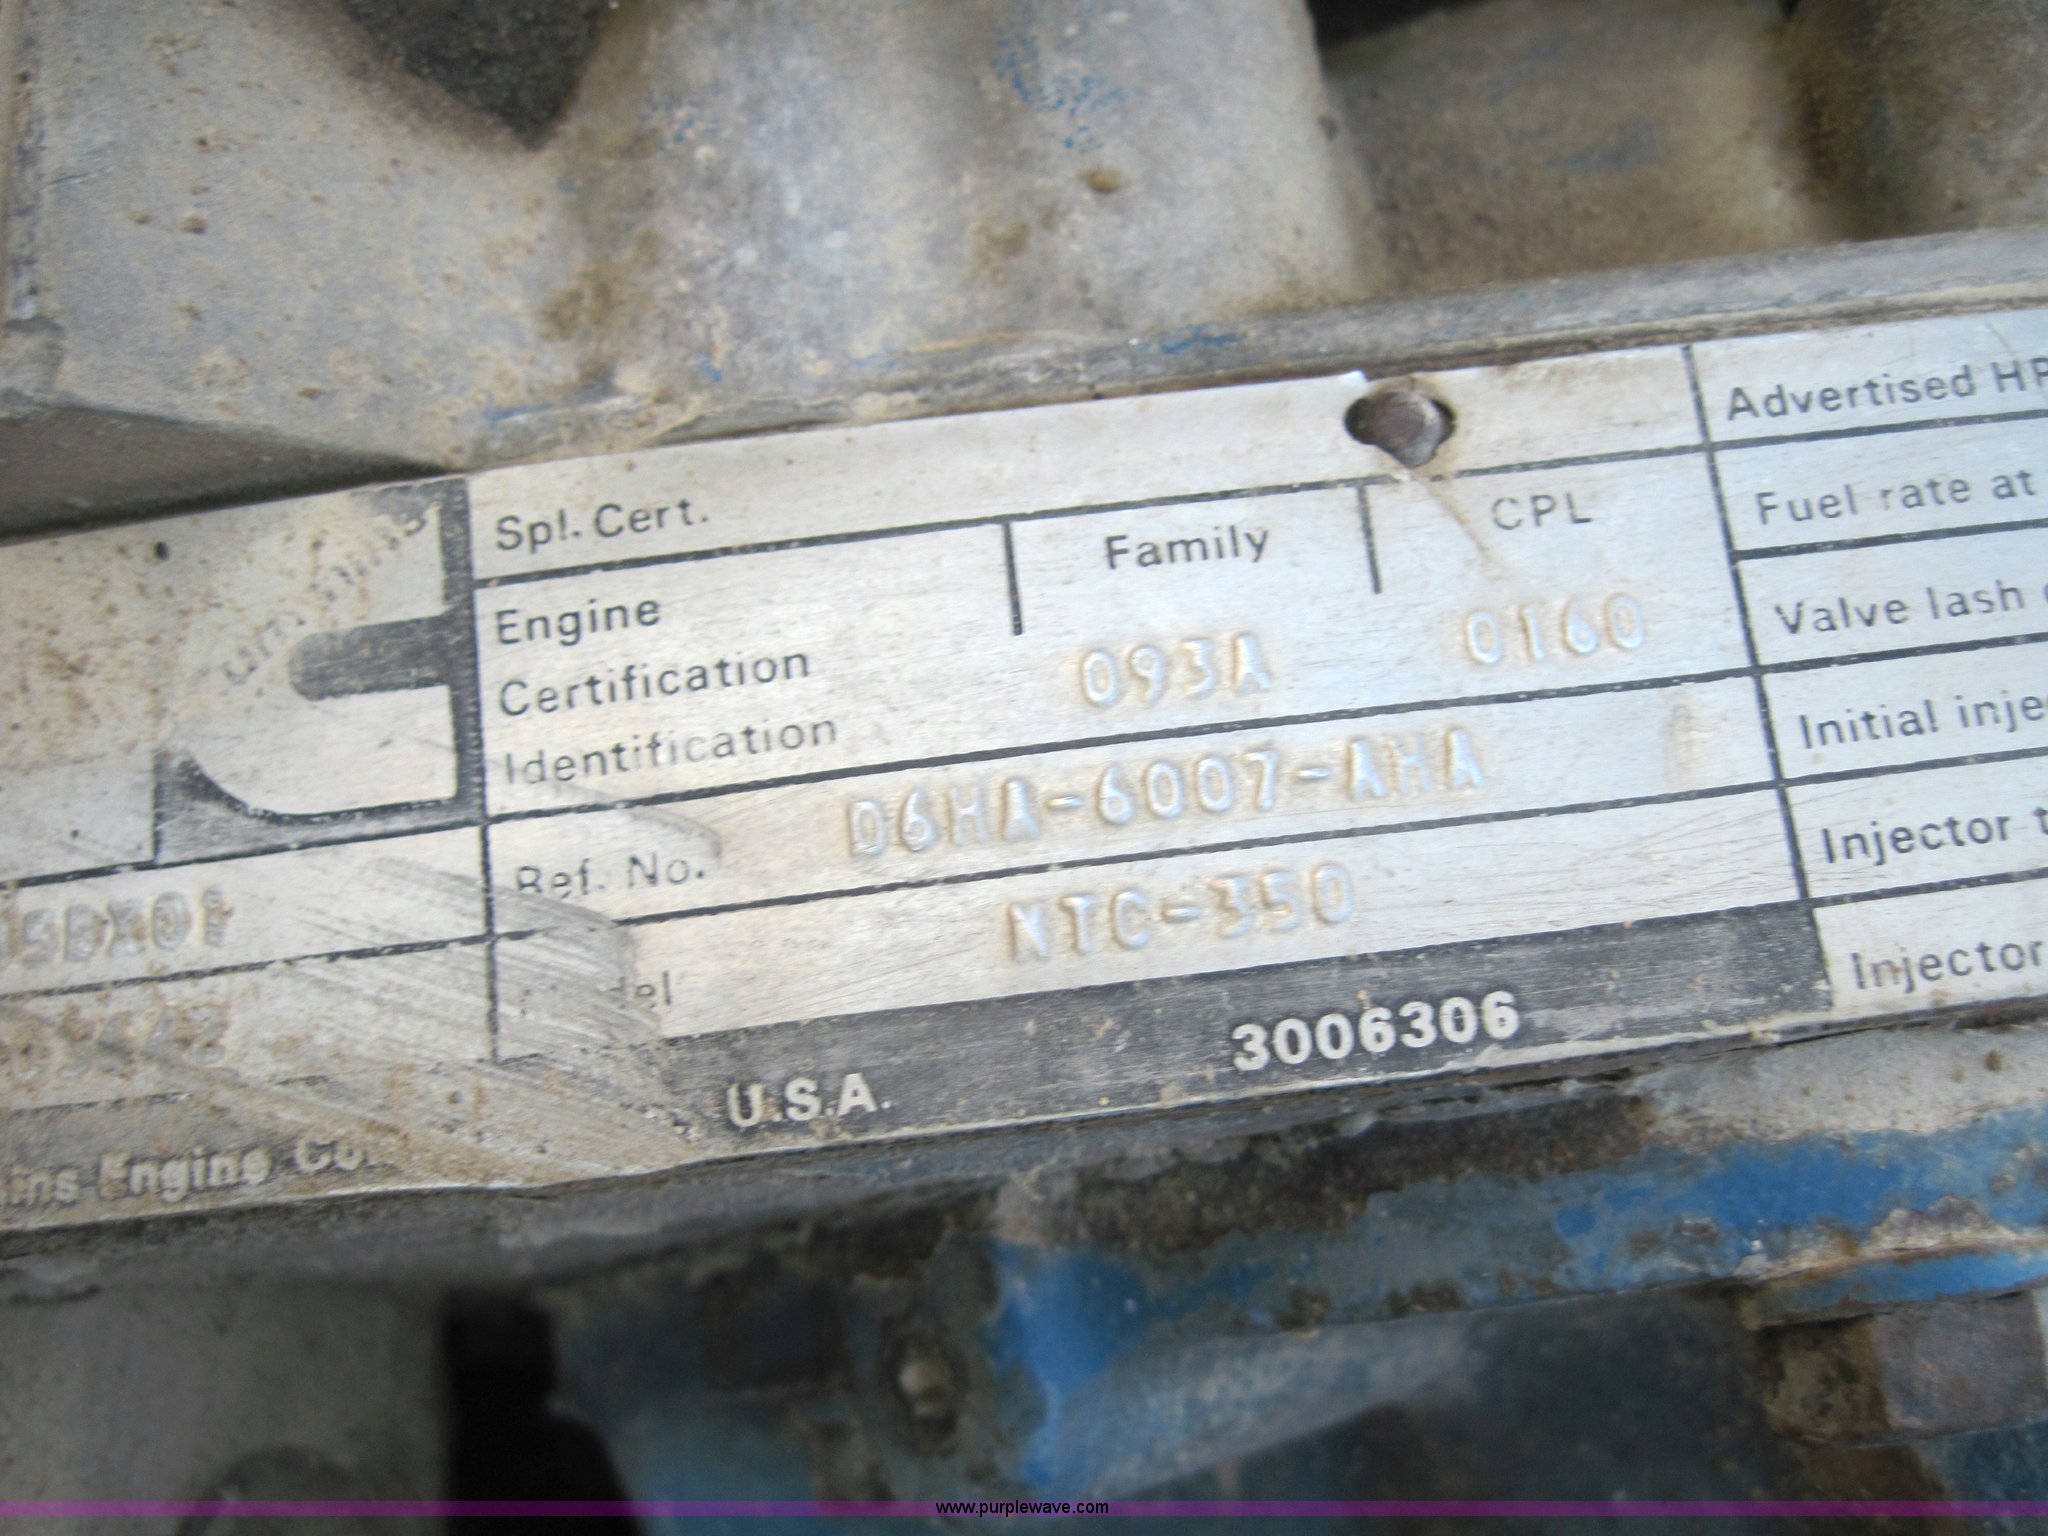 Spl. Cert.
Engine
Certification
Identification
Family
CPL
093A
0160
Ref. No.
D6HA-6007-AHA
NTC-350
U.S.A.
3006306
Engine
Advertised HP
Fuel rate at
Valve lash
Initial inje
Injector t
Injector
www.purplewave.com